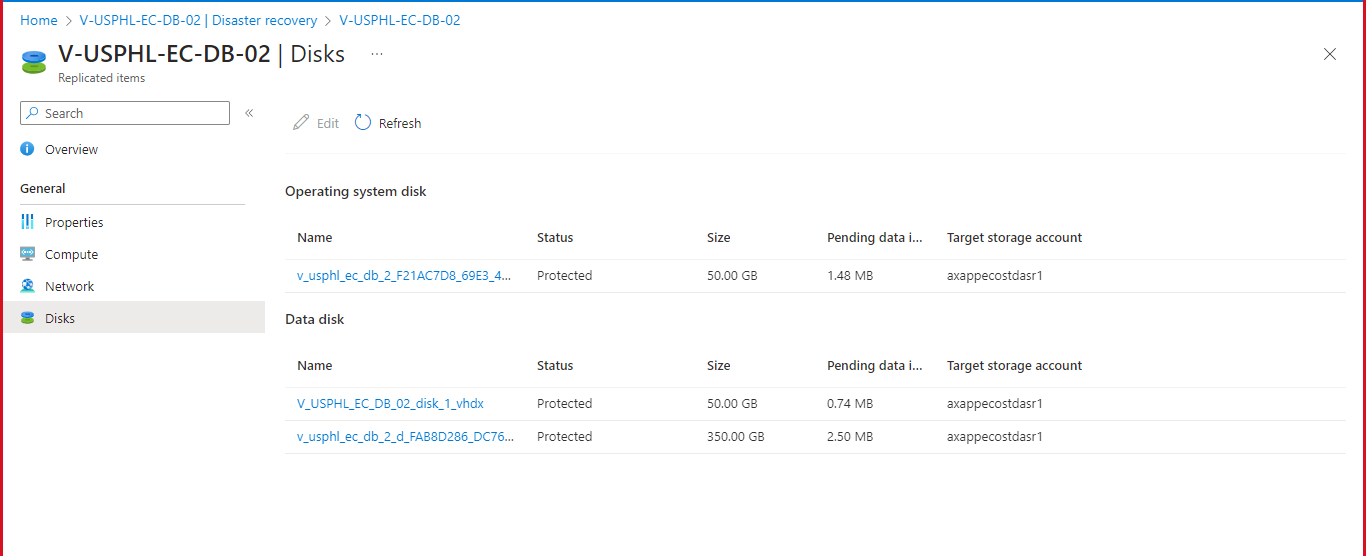 Home > V-USPHL-EC-DB-02 | Disaster recovery > V-USPHL-EC-DB-02
V-USPHL-EC-DB-02 | Disks ...
Replicated items
Search «
Edit Refresh
Overview
General
Properties
Compute
Network
Disks
Operating system disk
Name Status Size Pending data i... Target storage account
v_usphl_ec_db_2_F21AC7D8_69E3_4... Protected 50.00 GB 1.48 MB axappecostdasr1
Data disk
Name Status Size Pending data i... Target storage account
V_USPHL_EC_DB_02_disk_1_vhdx Protected 50.00 GB 0.74 MB axappecostdasr1
v_usphl_ec_db_2_d_FAB8D286_DC76... Protected 350.00 GB 2.50 MB axappecostdasr1